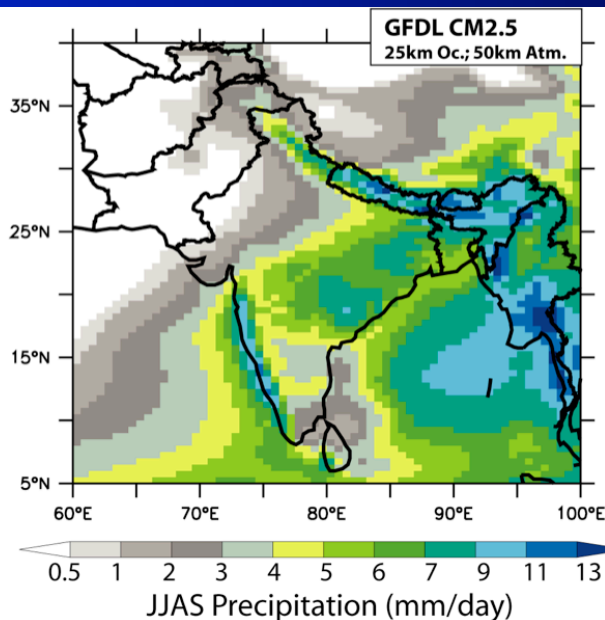 GFDL CM2.5
25km Oc.; 50km Atm.
35°N
25°N
15°N
5°N
60°E 70°E 80°E 90°E 100°E
0.5 1 2 3 4 5 6 7 9 11 13
JJAS Precipitation (mm/day)